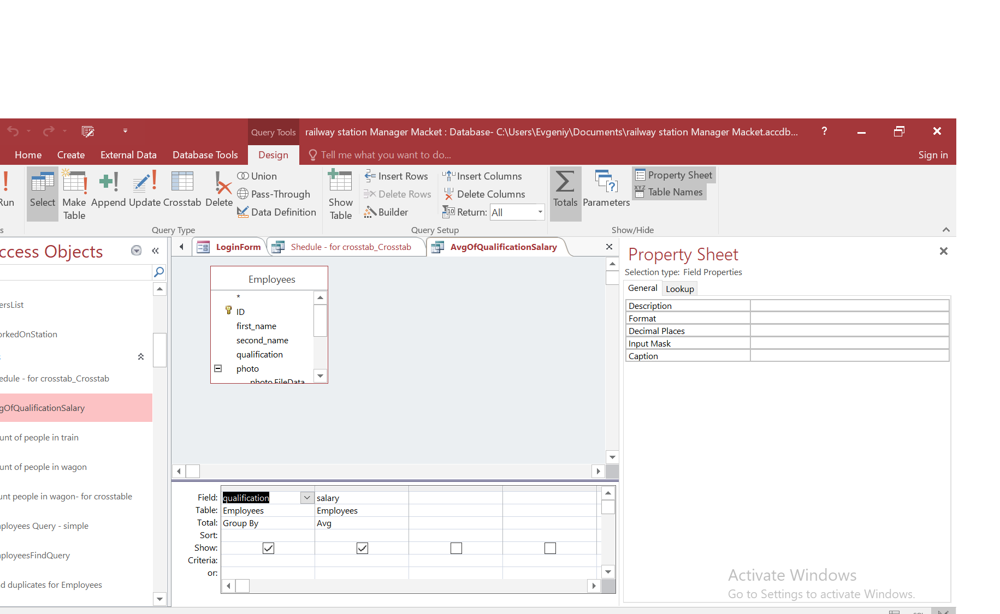 Query Tools
railway station Manager Macket : Database- C:\Users\Evgeniy\Documents\railway station Manager Macket.accdb...
?
Home
Create
External Data
Database Tools
Design
Tell me what you want to do...
Sign in
Select
Make Table
Append
Update
Crosstab
Delete
Union
Pass-Through
Data Definition
Query Type
Show Table
Insert Rows
Delete Rows
Builder
Insert Columns
Delete Columns
Return: All
Query Setup
Totals
Parameters
Property Sheet
Table Names
Show/Hide
ccess Objects
ersList
orkedOnStation
edule - for crosstab_Crosstab
gOfQualificationSalary
unt of people in train
unt of people in wagon
unt people in wagon- for crosstable
ployees Query - simple
ployeesFindQuery
d duplicates for Employees
LoginForm
Shedule - for crosstab_Crosstab
AvgOfQualificationSalary
Employees
*
ID
first_name
second_name
qualification
photo
photo.FileData
Field: qualification salary
Table: Employees Employees
Total: Group By Avg
Sort:
Show:
Criteria:
or:
Property Sheet
Selection type: Field Properties
General
Lookup
Description
Format
Decimal Places
Input Mask
Caption
Activate Windows
Go to Settings to activate Windows.